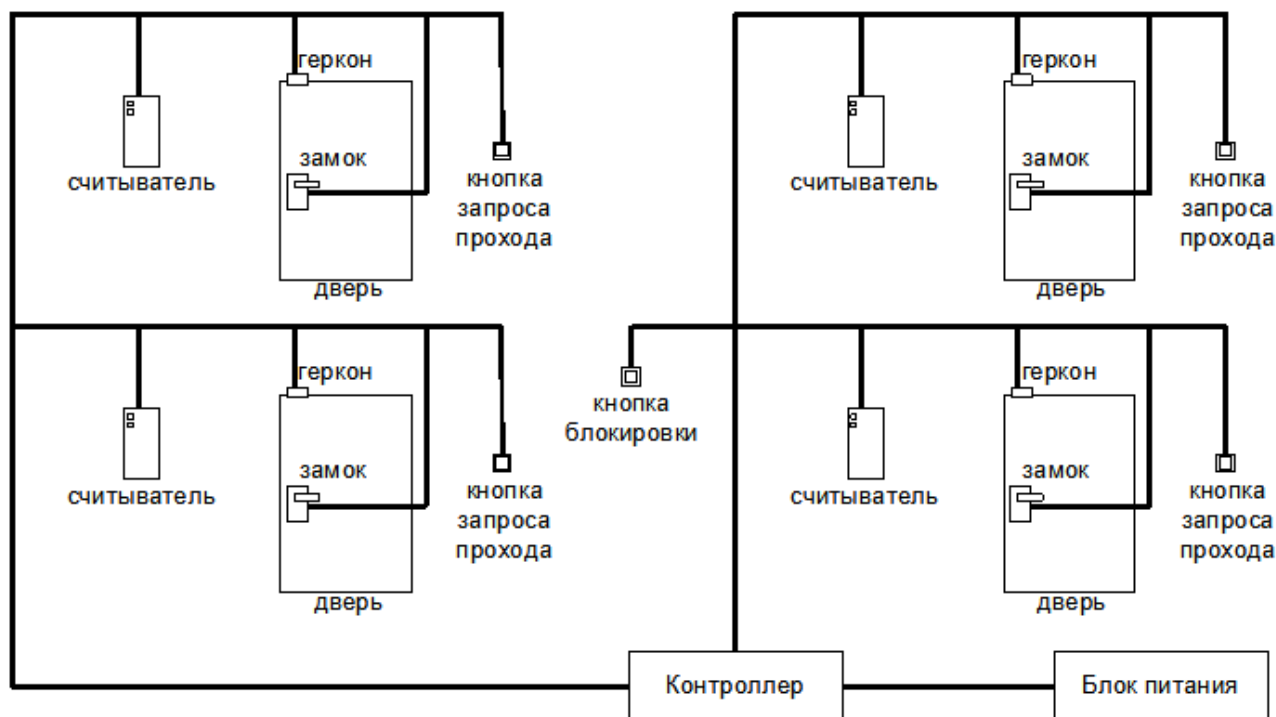 геркон
замок
считыватель
кнопка
запроса
прохода
дверь
геркон
замок
считыватель
кнопка
запроса
прохода
дверь
геркон
замок
считыватель
кнопка
запроса
прохода
дверь
кнопка
блокировки
геркон
замок
считыватель
кнопка
запроса
прохода
дверь
Контроллер
Блок питания